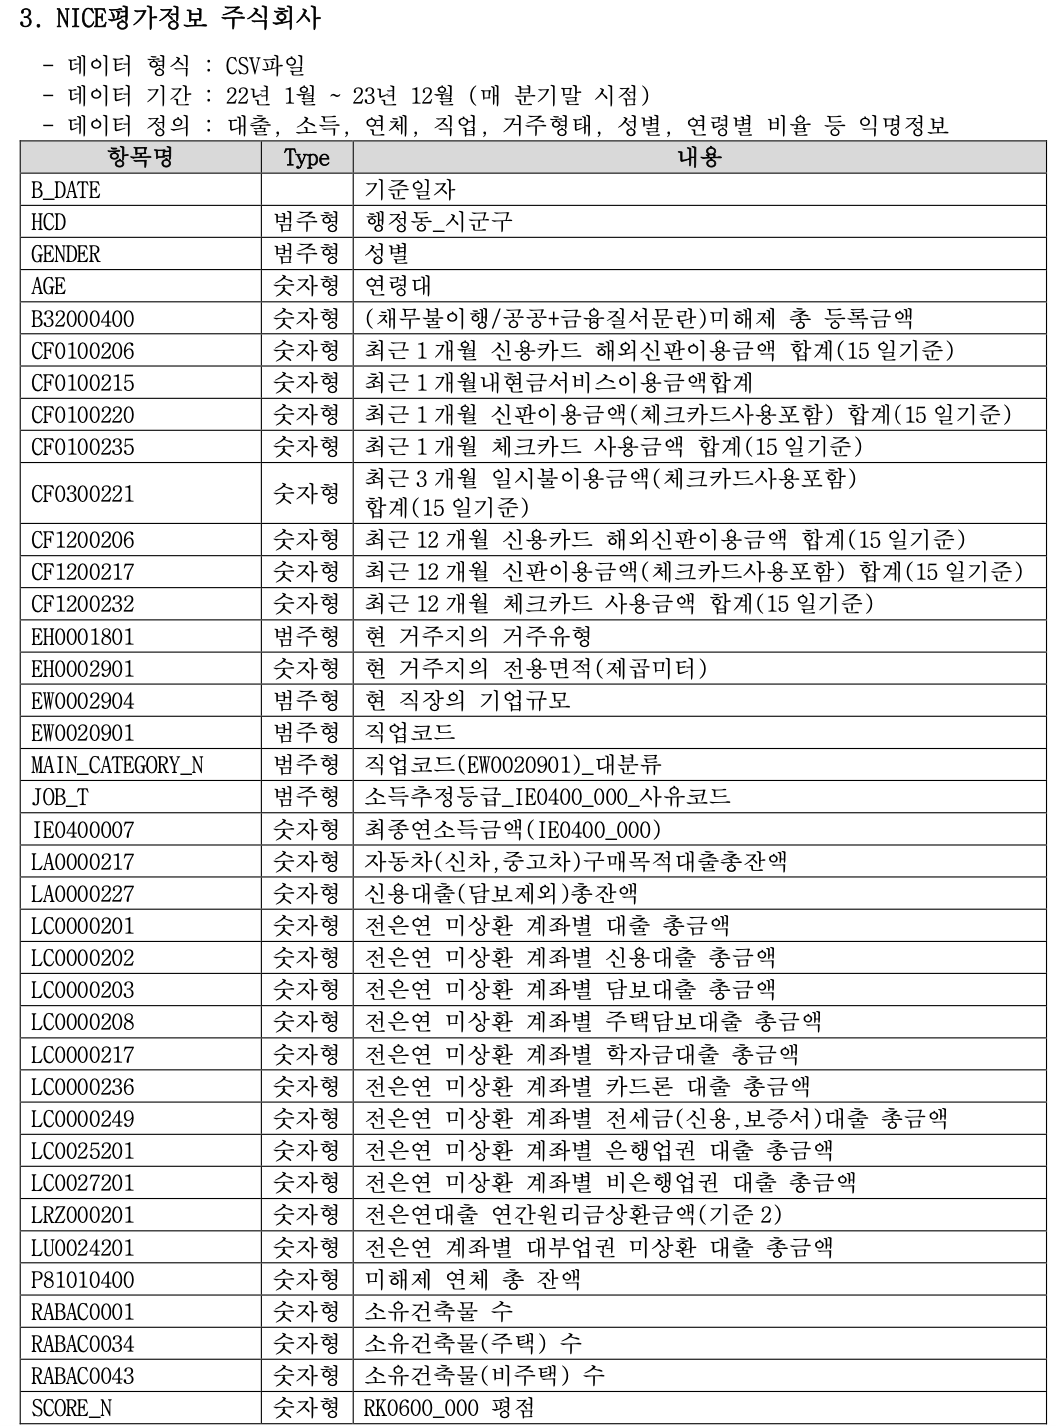 3. NICE평가정보 주식회사
- 데이터 형식 : CSV파일
- 데이터 기간 : 22년 1월 ~ 23년 12월 (매 분기말 시점)
- 데이터 정의 : 대출, 소득, 연체, 직업, 거주형태, 성별, 연령별 비율 등 익명정보
항목명 Type 내용
B_DATE 기준일자
HCD 범주형 행정동_시군구
GENDER 범주형 성별
AGE 숫자형 연령대
B32000400 숫자형 (채무불이행/공공+금융질서문란)미해제 총 등록금액
CF0100206 숫자형 최근 1개월 신용카드 해외신판이용금액 합계(15일기준)
CF0100215 숫자형 최근 1개월내현금서비스이용금액합계
CF0100220 숫자형 최근 1개월 신판이용금액(체크카드사용포함) 합계(15일기준)
CF0100235 숫자형 최근 1개월 체크카드 사용금액 합계(15일기준)
CF0300221 숫자형 최근 3개월 일시불이용금액(체크카드사용포함)
합계(15일기준)
CF1200206 숫자형 최근 12개월 신용카드 해외신판이용금액 합계(15일기준)
CF1200217 숫자형 최근 12개월 신판이용금액(체크카드사용포함) 합계(15일기준)
CF1200232 숫자형 최근 12개월 체크카드 사용금액 합계(15일기준)
EH0001801 범주형 현 거주지의 거주유형
EH0002901 숫자형 현 거주지의 전용면적(제곱미터)
EW0002904 범주형 현 직장의 기업규모
EW0020901 범주형 직업코드
MAIN_CATEGORY_N 범주형 직업코드(EW0020901)_대분류
JOB_T 범주형 소득추정등급_IE0400_000_사유코드
IE0400007 숫자형 최종연소득금액(IE0400_000)
LA0000217 숫자형 자동차(신차,중고차)구매목적대출총잔액
LA0000227 숫자형 신용대출(담보제외)총잔액
LC0000201 숫자형 전은연 미상환 계좌별 대출 총금액
LC0000202 숫자형 전은연 미상환 계좌별 신용대출 총금액
LC0000203 숫자형 전은연 미상환 계좌별 담보대출 총금액
LC0000208 숫자형 전은연 미상환 계좌별 주택담보대출 총금액
LC0000217 숫자형 전은연 미상환 계좌별 학자금대출 총금액
LC0000236 숫자형 전은연 미상환 계좌별 카드론 대출 총금액
LC0000249 숫자형 전은연 미상환 계좌별 전세금(신용,보증서)대출 총금액
LC0025201 숫자형 전은연 미상환 계좌별 은행업권 대출 총금액
LC0027201 숫자형 전은연 미상환 계좌별 비은행업권 대출 총금액
LRZ000201 숫자형 전은연대출 연간원리금상환금액(기준2)
LU0024201 숫자형 전은연 계좌별 대부업권 미상환 대출 총금액
P81010400 숫자형 미해제 연체 총 잔액
RABAC0001 숫자형 소유건축물 수
RABAC0034 숫자형 소유건축물(주택) 수
RABAC0043 숫자형 소유건축물(비주택) 수
SCORE_N 숫자형 RK0600_000 평점